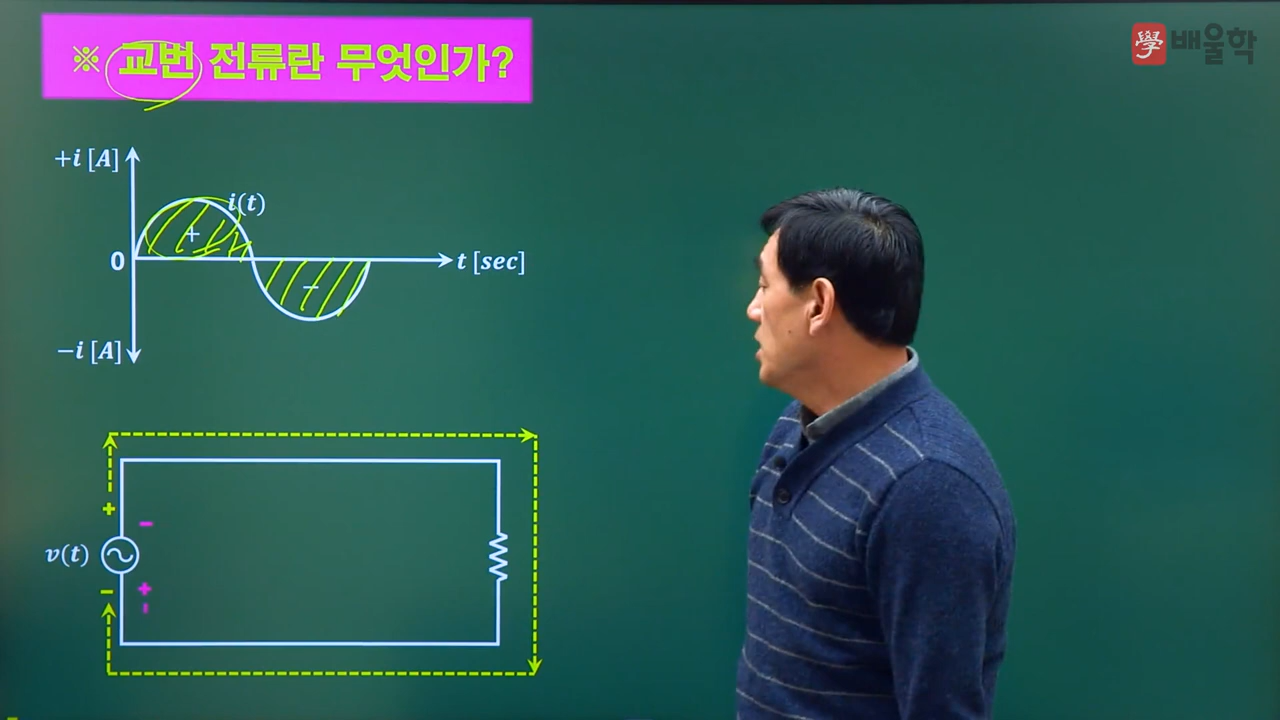 ※ 교번 전류란 무엇인가?
學 배울학
+i [A]
i(t)
+
0
t [sec]
−
−i [A]
+
−
v(t)
−
+